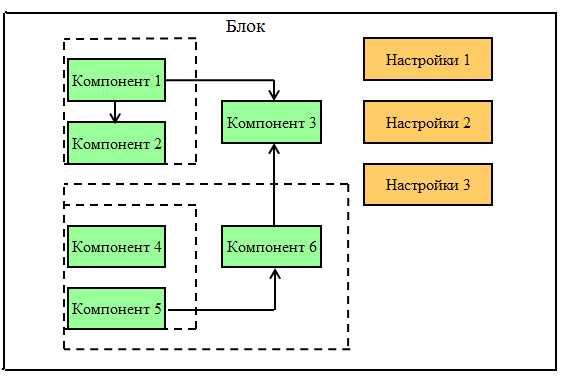 Блок
Компонент 1
Компонент 2
Компонент 3
Компонент 4
Компонент 5
Компонент 6
Настройки 1
Настройки 2
Настройки 3